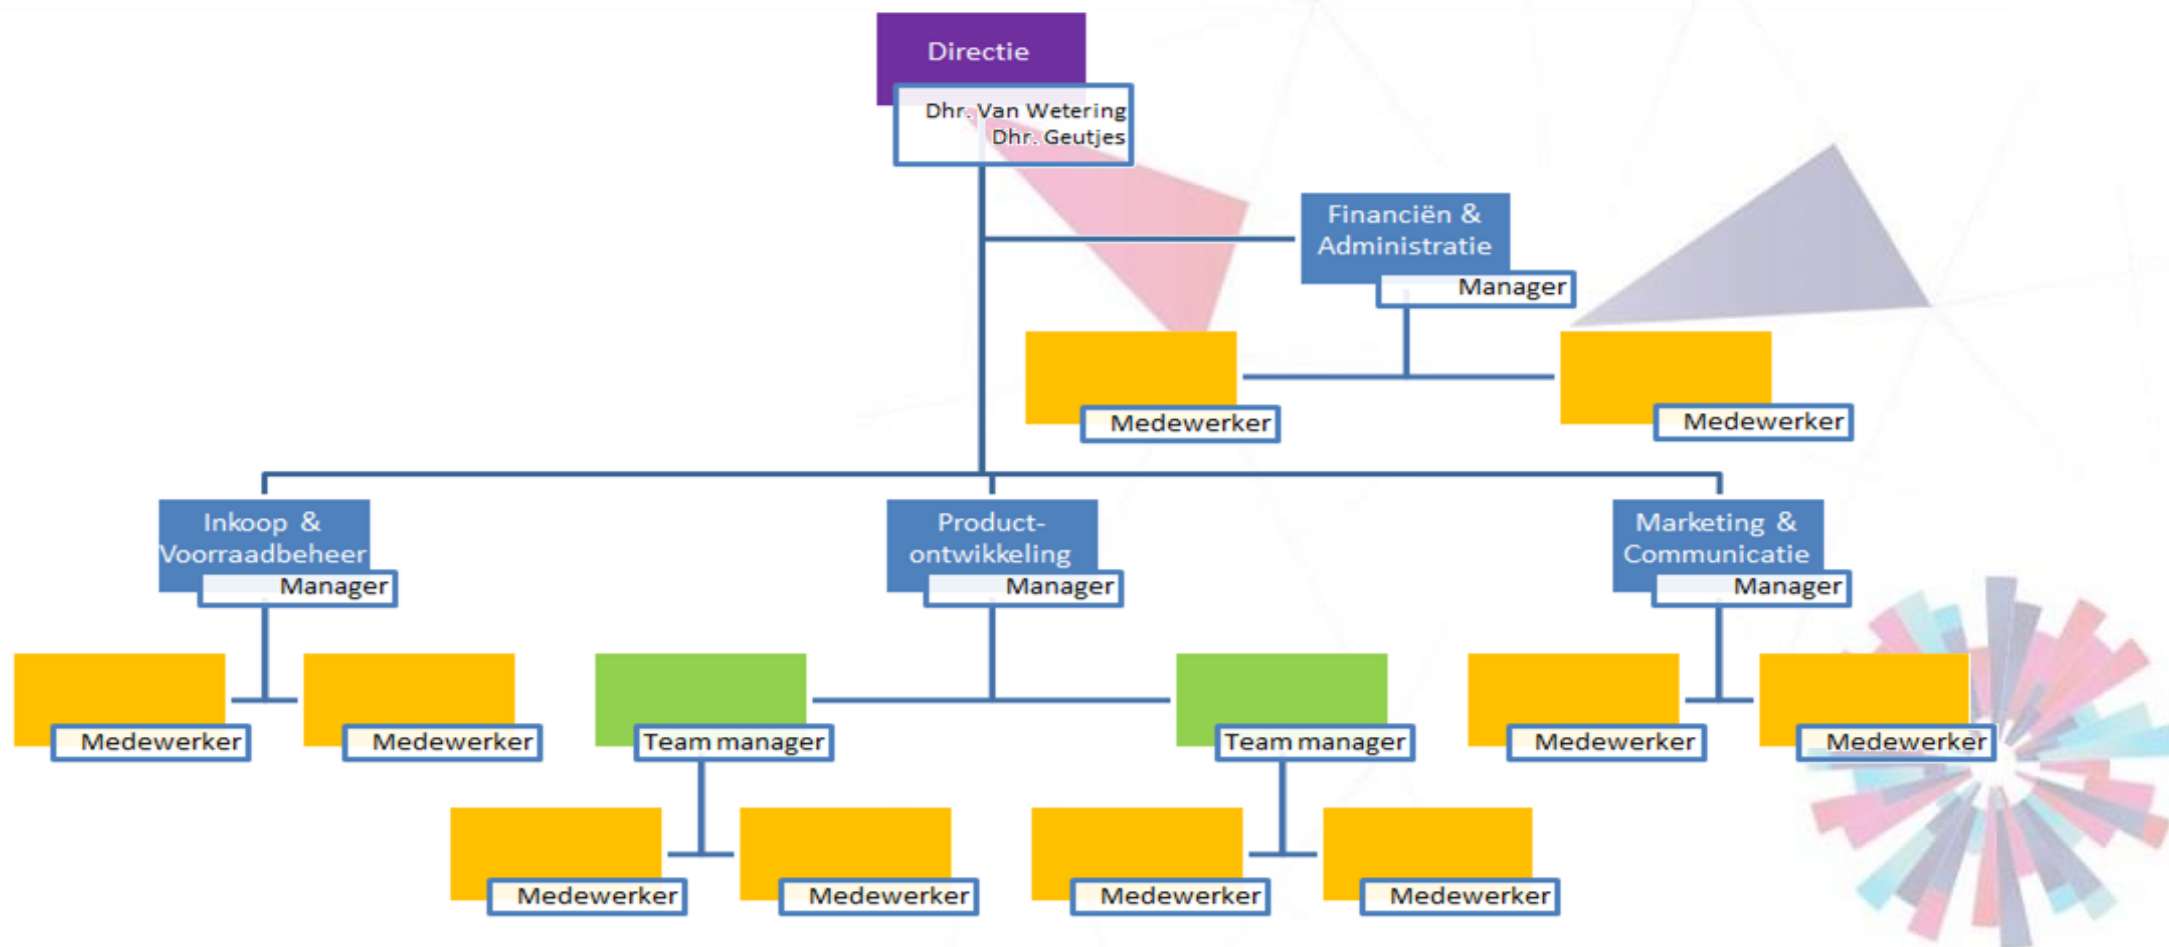 Directie
Dhr. Van Wetering
Dhr. Geutjes
Financiën &
Administratie
Manager
Medewerker
Medewerker
Inkoop &
Voorraadbeheer
Manager
Product-
ontwikkeling
Manager
Marketing &
Communicatie
Manager
Medewerker
Medewerker
Team manager
Team manager
Medewerker
Medewerker
Medewerker
Medewerker
Medewerker
Medewerker